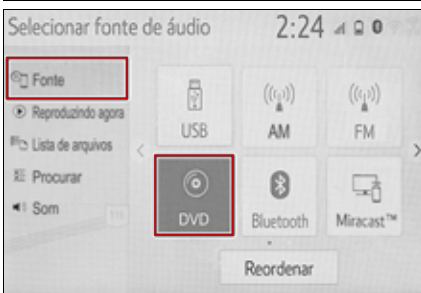 Selecionar fonte de áudio 2:24
Fonte
Reproduzindo agora
Lista de arquivos
Procurar
Som
USB AM FM
DVD Bluetooth Miracast™
Reordenar